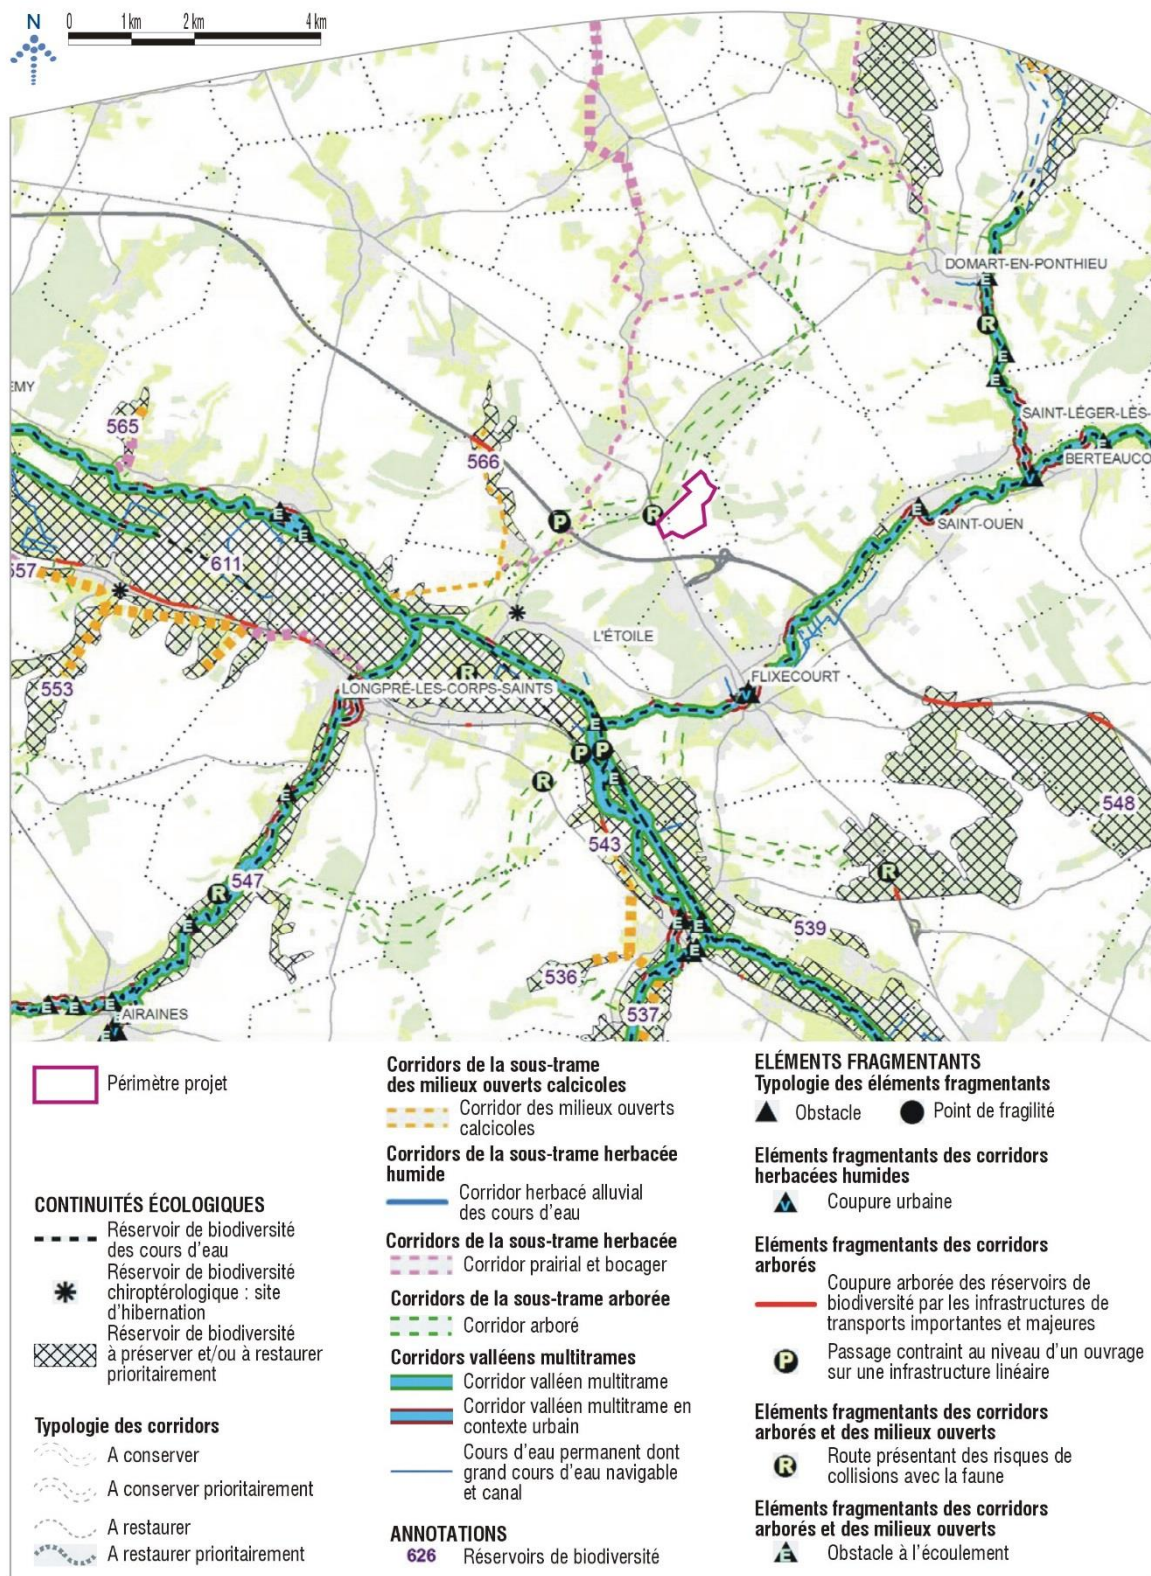 N
0 1 km 2 km 4 km
DOMART-EN-PONTHIEU
E
R
E
E
EMY
565
SAINT-LÉGER-LÈS-
566
BERTEAUCO
E
V
P
R
E
SAINT-OUEN
E
E
611
557
L'ÉTOILE
R
553
LONGPRÉ-LES-CORPS-SAINTS
FLIXECOURT
V
E
P
P
R
E
E
548
543
547
R
R
E
E
E
E
539
536
537
E
E
E
AIRAINES
E
Périmètre projet
CONTINUITÉS ÉCOLOGIQUES
Réservoir de biodiversité
des cours d'eau
Réservoir de biodiversité
chiroptérologique : site
d'hibernation
Réservoir de biodiversité
à préserver et/ou à restaurer
prioritairement
Typologie des corridors
A conserver
A conserver prioritairement
A restaurer
A restaurer prioritairement
Corridors de la sous-trame
des milieux ouverts calcicoles
Corridor des milieux ouverts
calcicoles
Corridors de la sous-trame herbacée
humide
Corridor herbacé alluvial
des cours d'eau
Corridors de la sous-trame herbacée
Corridor prairial et bocager
Corridors de la sous-trame arborée
Corridor arboré
Corridors valléens multitrames
Corridor valléen multitrame
Corridor valléen multitrame en
contexte urbain
Cours d'eau permanent dont
grand cours d'eau navigable
et canal
ANNOTATIONS
626 Réservoirs de biodiversité
ELÉMENTS FRAGMENTANTS
Typologie des éléments fragmentants
Obstacle Point de fragilité
Eléments fragmentants des corridors
herbacées humides
V Coupure urbaine
Eléments fragmentants des corridors
arborés
Coupure arborée des réservoirs de
biodiversité par les infrastructures de
transports importantes et majeures
P Passage contraint au niveau d'un ouvrage
sur une infrastructure linéaire
Eléments fragmentants des corridors
arborés et des milieux ouverts
R Route présentant des risques de
collisions avec la faune
Eléments fragmentants des corridors
arborés et des milieux ouverts
E Obstacle à l'écoulement